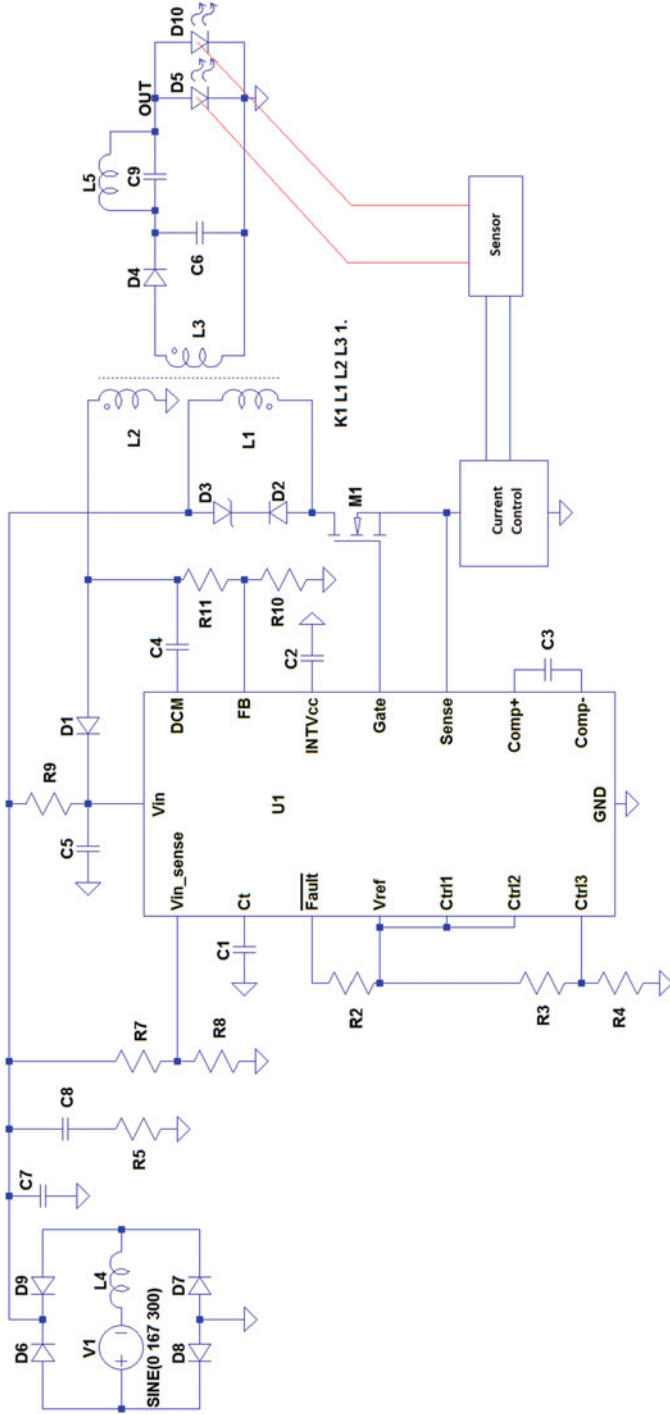 D10
D5
OUT
L5
C9
D4
C6
L3
K1 L1 L2 L3 1.
Sensor
L2
L1
D3
D2
M1
Current
Control
R11
R10
C4
C2
C3
D1
R9
C5
Vin
DCM
FB
INTVcc
Gate
Sense
Comp+
Comp-
U1
GND
Vin_sense
Ct
Fault
Vref
Ctrl1
Ctrl2
Ctrl3
C1
R2
R3
R4
R7
R8
C8
R5
C7
D9
D6
L4
V1
D7
D8
SINE(0 167 300)
+
−